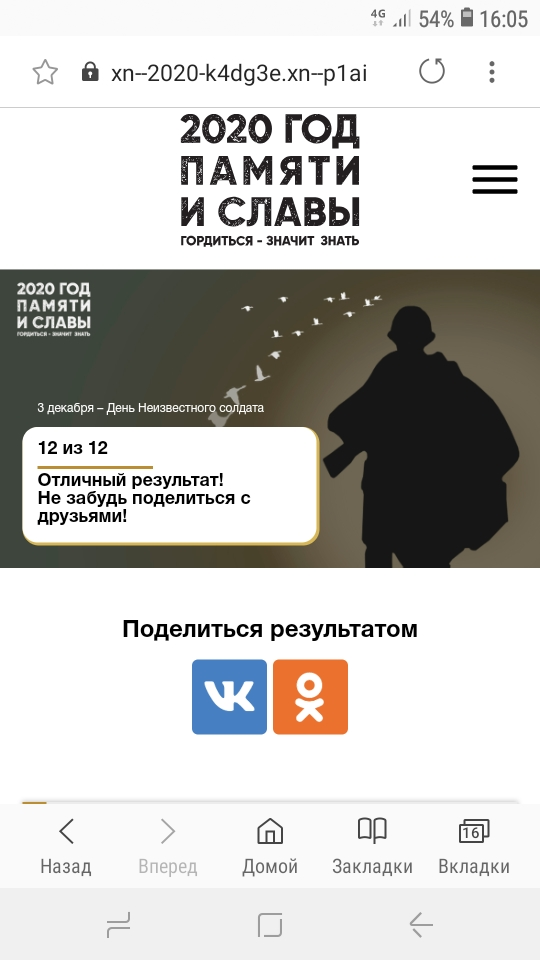 4G 54% 16:05
xn--2020-k4dg3e.xn--p1ai
2020 ГОД
ПАМЯТИ
И СЛАВЫ
ГОРДИТЬСЯ - ЗНАЧИТ ЗНАТЬ
2020 ГОД
ПАМЯТИ
И СЛАВЫ
ГОРДИТЬСЯ - ЗНАЧИТ ЗНАТЬ
3 декабря – День Неизвестного солдата
12 из 12
Отличный результат!
Не забудь поделиться с
друзьями!
Поделиться результатом
Назад Вперед Домой Закладки 16 Вкладки